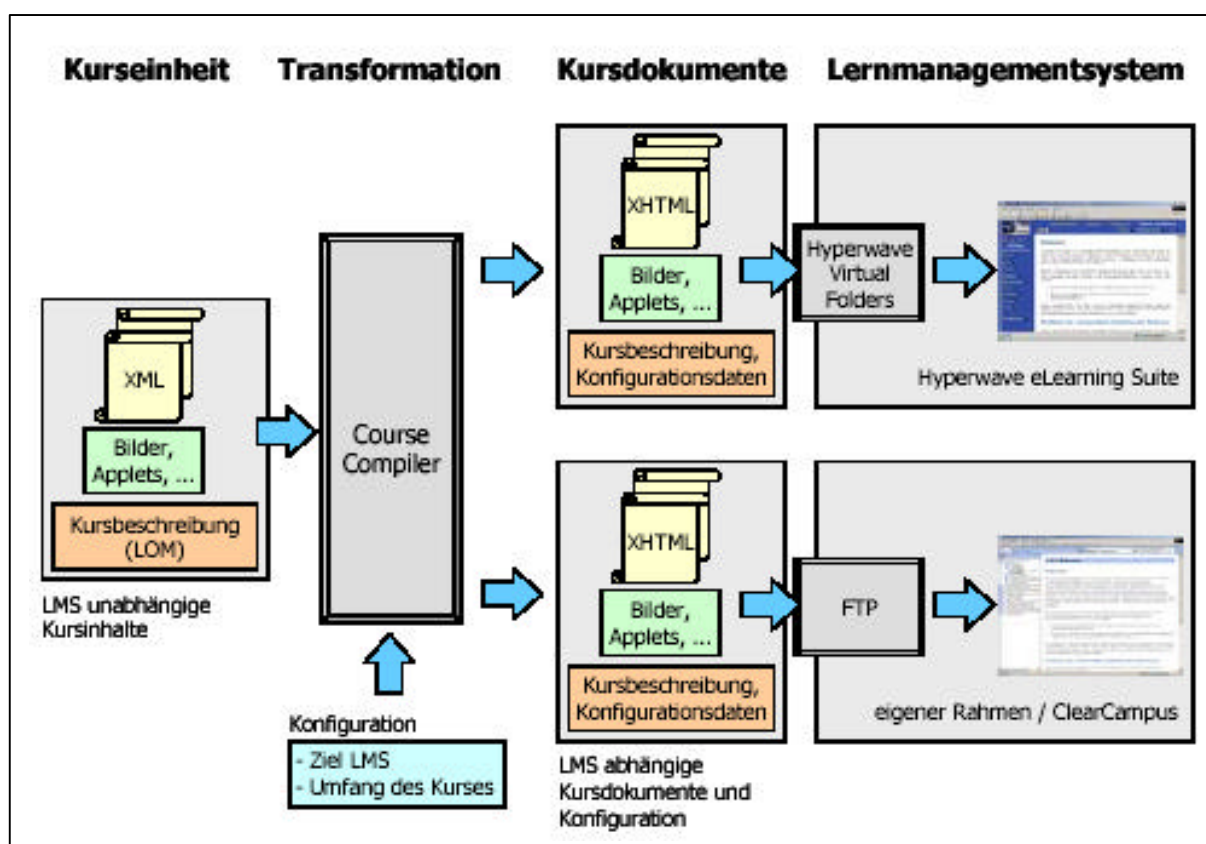 Kurseinheit
Transformation
Kursdokumente
Lernmanagementsystem
XML
Bilder,
Applets, ...
Kursbeschreibung
(LOM)
LMS unabhängige
Kursinhalte
Course
Compiler
Konfiguration
- Ziel LMS
- Umfang des Kurses
XHTML
Bilder,
Applets, ...
Kursbeschreibung,
Konfigurationsdaten
Hyperwave
Virtual
Folders
Hyperwave eLearning Suite
XHTML
Bilder,
Applets, ...
Kursbeschreibung,
Konfigurationsdaten
LMS abhängige
Kursdokumente und
Konfiguration
FTP
eigener Rahmen / ClearCampus